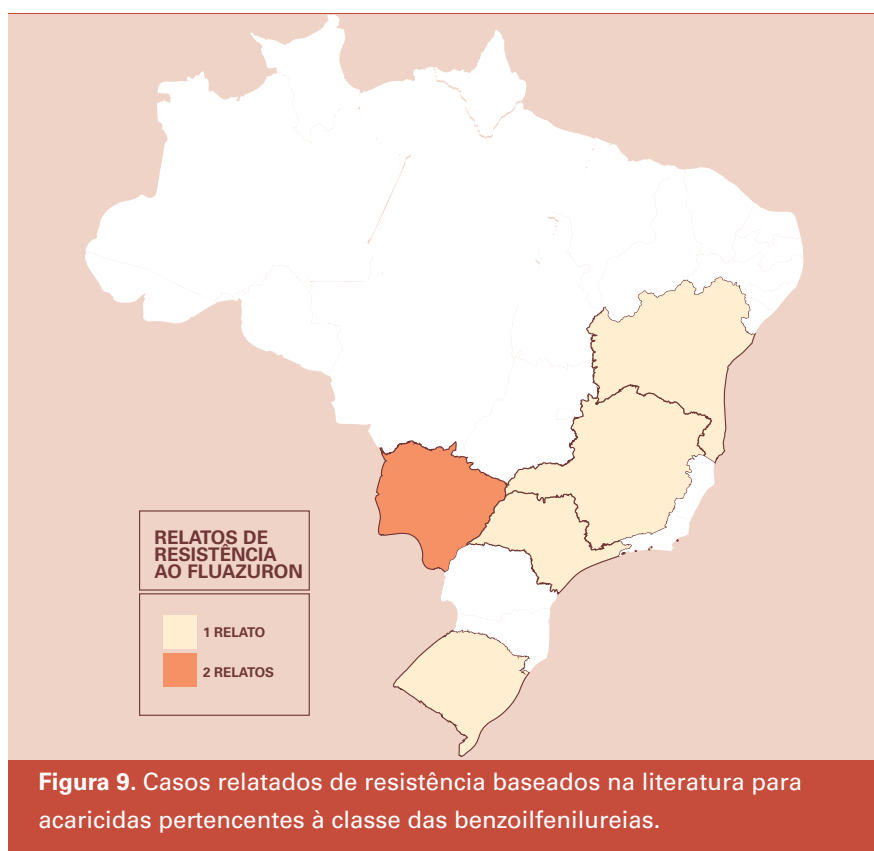 RELATOS DE
RESISTÊNCIA
AO FLUAZURON
1 RELATO
2 RELATOS
Figura 9. Casos relatados de resistência baseados na literatura para
acaricidas pertencentes à classe das benzoilfenilureias.